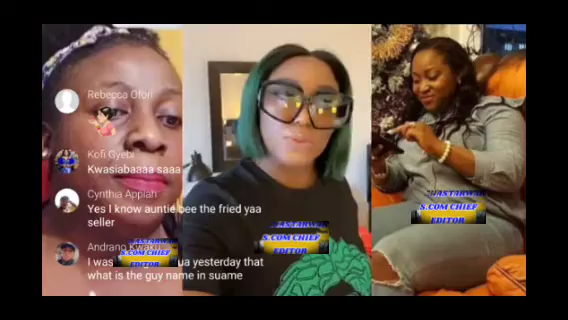 Rebecca Ofori
Kofi Gyebi
Kwasiabaaaa saaa
Cynthia Appiah
Yes I know auntie bee the fried yaa
seller
I was
ua yesterday that
what is the guy name in suame
S.COM CHIEF
EDITOR
S.COM CHIEF
EDITOR
S.COM CHIEF
EDITOR